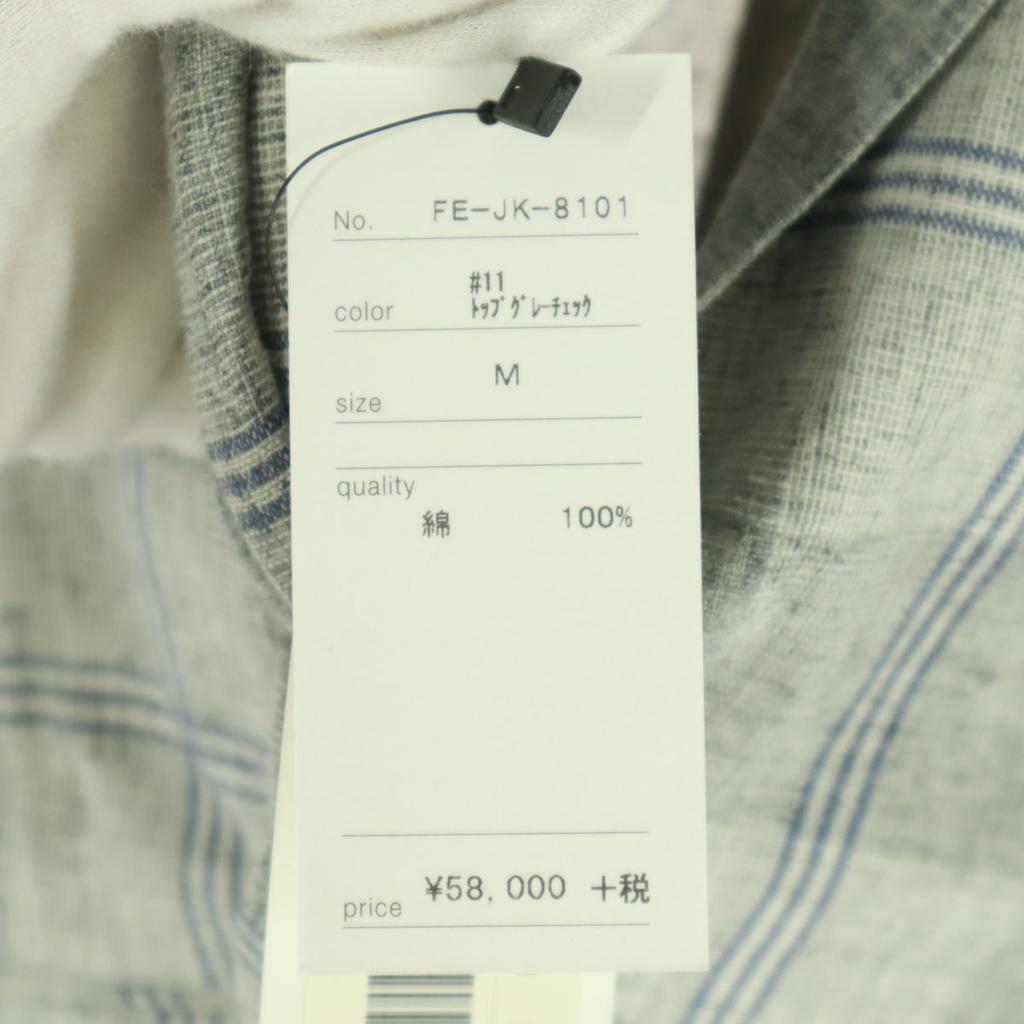 No. FE-JK-8101
#11
color ﾄｯﾌﾟｸﾞﾚｰﾁｪｯｸ
M
size
quality
綿 100%
price ¥58,000 +税